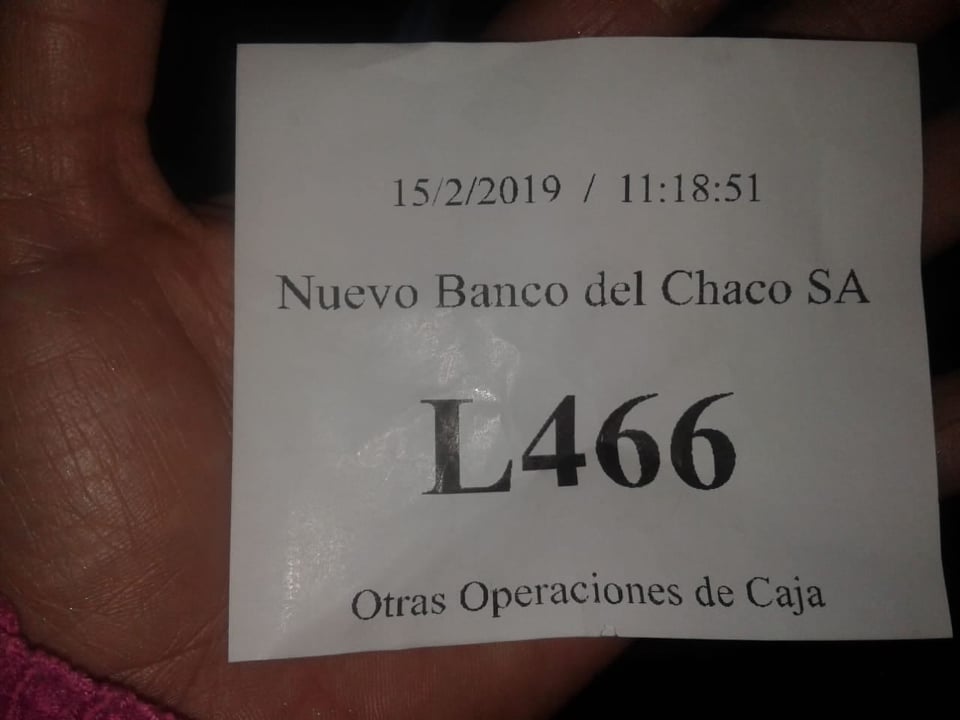 15/2/2019 / 11:18:51
Nuevo Banco del Chaco SA
L466
Otras Operaciones de Caja